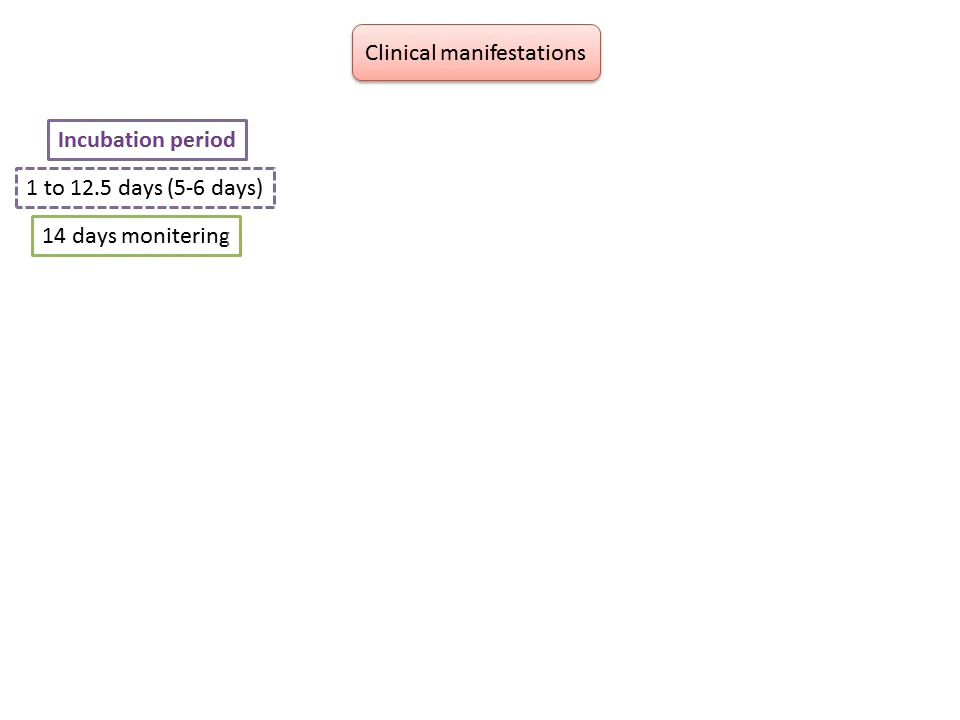 Clinical manifestations
Incubation period
1 to 12.5 days (5-6 days)
14 days monitering